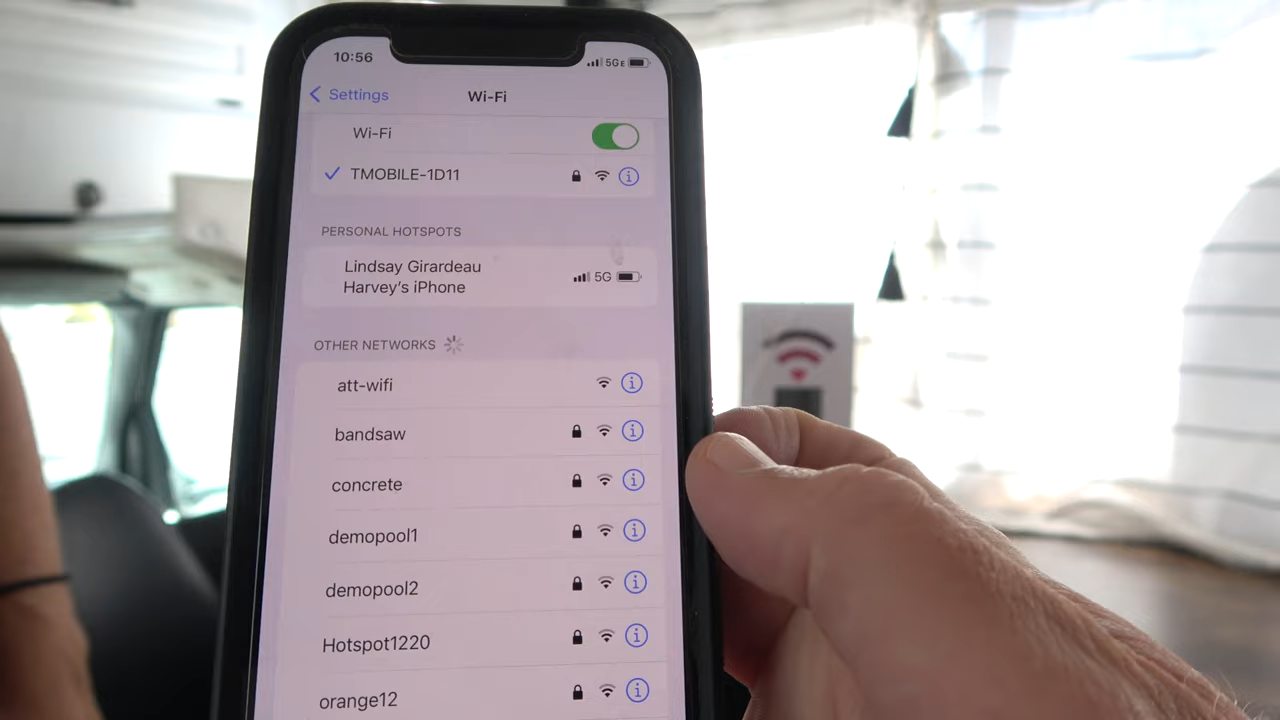 10:56
5GE
Settings
Wi-Fi
Wi-Fi
TMOBILE-1D11
PERSONAL HOTSPOTS
Lindsay Girardeau
Harvey's iPhone
5G
OTHER NETWORKS
att-wifi
bandsaw
concrete
demopool1
demopool2
Hotspot1220
orange12